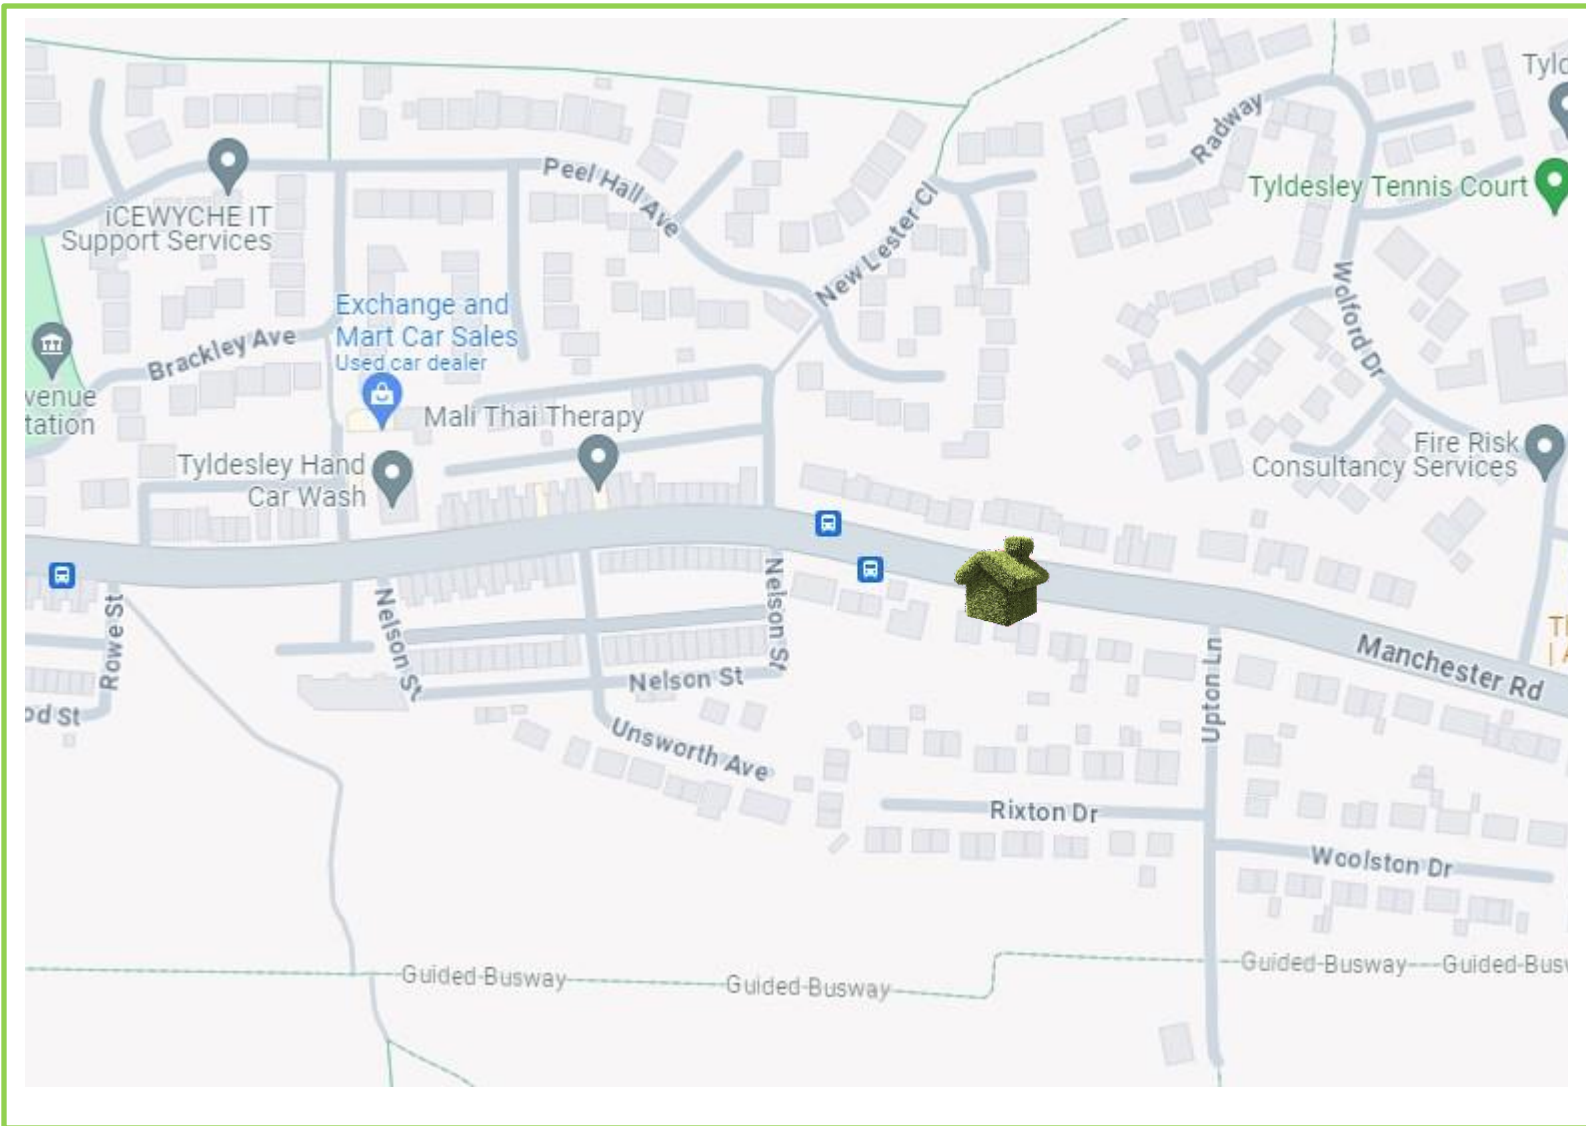 Tyld
Radway
Peel Hall Ave
Tyldesley Tennis Court
iCEWYCHE IT
Support Services
New Lester Cl
Wolford Dr
Exchange and
Mart Car Sales
Used car dealer
Brackley Ave
venue
tation
Mali Thai Therapy
Fire Risk
Consultancy Services
Tyldesley Hand
Car Wash
Nelson St
Nelson St
Rowe St
Manchester Rd
Upton Ln
Nelson St
od St
Unsworth Ave
Rixton Dr
Woolston Dr
Guided Busway
Guided Busway
Guided Busway
Guided Busw